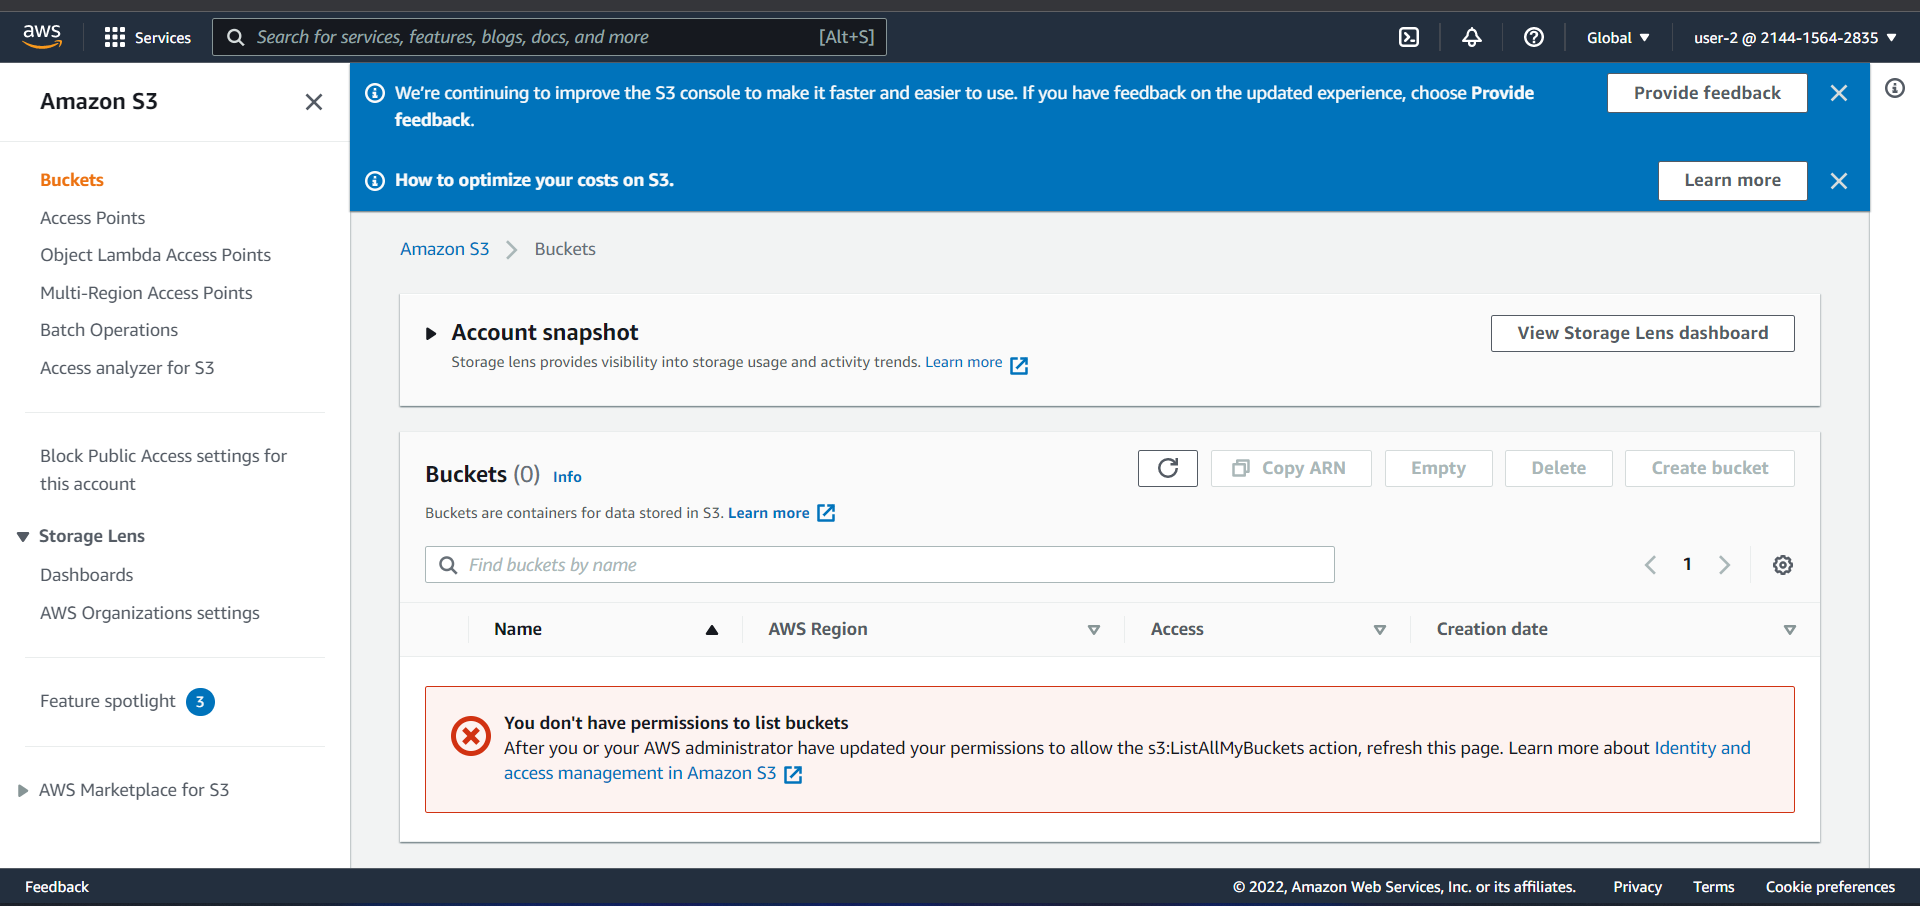 aws
Services
Search for services, features, blogs, docs, and more
[Alt+S]
Global
user-2 @ 2144-1564-2835
Amazon S3
Buckets
Access Points
Object Lambda Access Points
Multi-Region Access Points
Batch Operations
Access analyzer for S3
Block Public Access settings for
this account
Storage Lens
Dashboards
AWS Organizations settings
Feature spotlight 3
AWS Marketplace for S3
We're continuing to improve the S3 console to make it faster and easier to use. If you have feedback on the updated experience, choose Provide
feedback.
Provide feedback
How to optimize your costs on S3.
Learn more
Amazon S3 Buckets
Account snapshot
Storage lens provides visibility into storage usage and activity trends. Learn more
View Storage Lens dashboard
Buckets (0) Info
Buckets are containers for data stored in S3. Learn more
Copy ARN
Empty
Delete
Create bucket
Find buckets by name
1
Name
AWS Region
Access
Creation date
You don't have permissions to list buckets
After you or your AWS administrator have updated your permissions to allow the s3:ListAllMyBuckets action, refresh this page. Learn more about Identity and
access management in Amazon S3
Feedback
© 2022, Amazon Web Services, Inc. or its affiliates.
Privacy
Terms
Cookie preferences